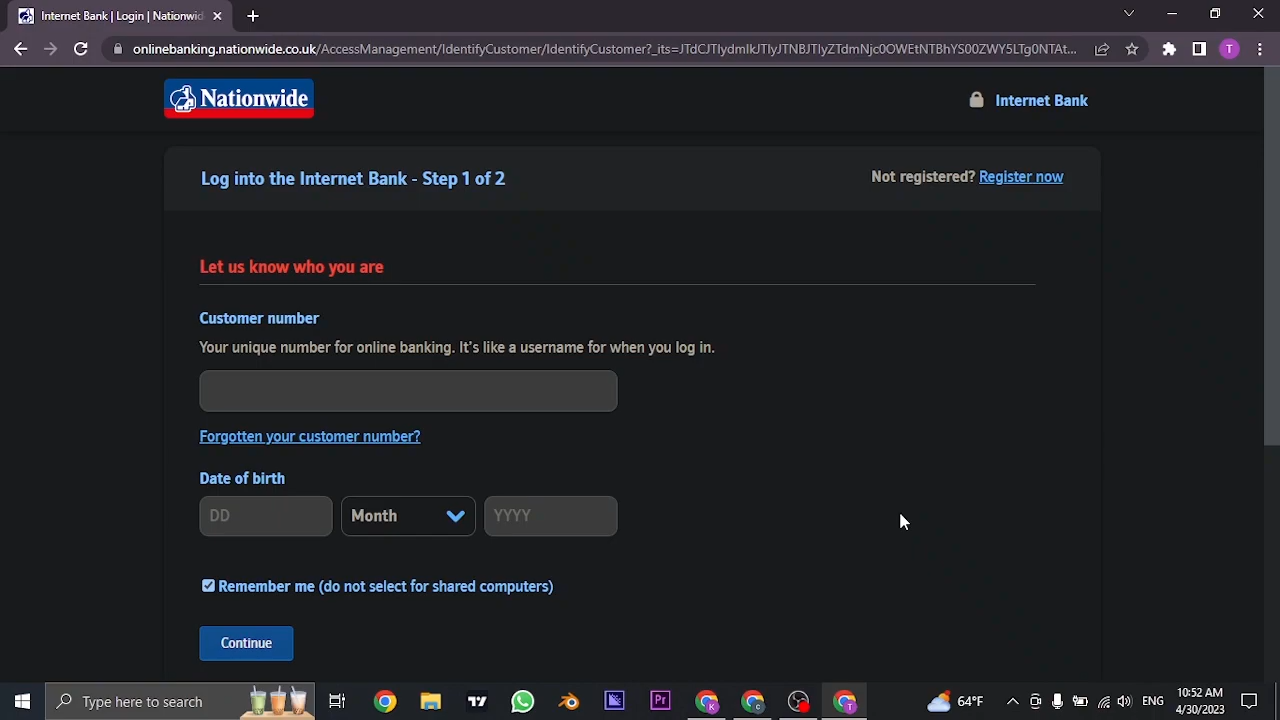 Internet Bank | Login | Nationwid
onlinebanking.nationwide.co.uk/AccessManagement/IdentifyCustomer/IdentifyCustomer?_its=JTdCJTIydmlkJTIyJTNBJTIyZTdmNjc0OWEtNTBhYS00ZWY5LTg0NTAt...
T
Nationwide
Internet Bank
Log into the Internet Bank - Step 1 of 2
Not registered? Register now
Let us know who you are
Customer number
Your unique number for online banking. It's like a username for when you log in.
Forgotten your customer number?
Date of birth
DD
Month
YYYY
Remember me (do not select for shared computers)
Continue
Type here to search
Pr
K
C
T
64°F
ENG
10:52 AM
4/30/2023